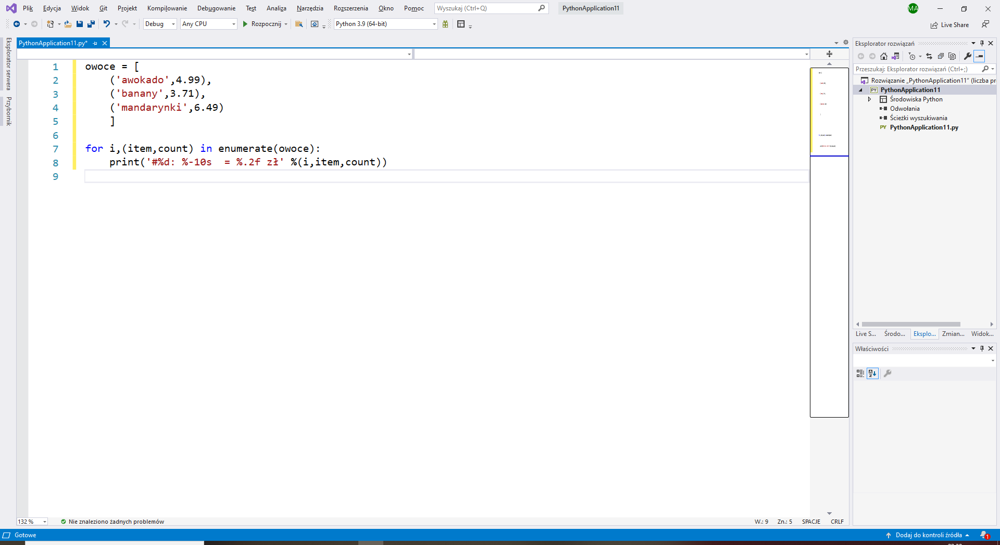 Plik Edycja Widok Git Projekt Kompilowanie Debugowanie Test Analiza Narzędzia Rozszerzenia Okno Pomoc Wyszukaj (Ctrl+Q) PythonApplication11 MA
Debug Any CPU Rozpocznij Python 3.9 (64-bit) Live Share
Eksplorator serwera
Przybornik
PythonApplication11.py*
1 owoce = [
2     ('awokado',4.99),
3     ('banany',3.71),
4     ('mandarynki',6.49)
5     ]
6
7 for i,(item,count) in enumerate(owoce):
8     print('#%d: %-10s  = %.2f zł' %(i,item,count))
9
132 % Nie znaleziono żadnych problemów W.: 9 Zn.: 5 SPACJE CRLF
Eksplorator rozwiązań
Przeszukaj: Eksplorator rozwiązań (Ctrl+;)
Rozwiązanie „PythonApplication11" (liczba pr
PythonApplication11
Środowiska Python
Odwołania
Ścieżki wyszukiwania
PythonApplication11.py
Live S... Środo... Eksplo... Zmian... Widok...
Właściwości
Gotowe Dodaj do kontroli źródła 1